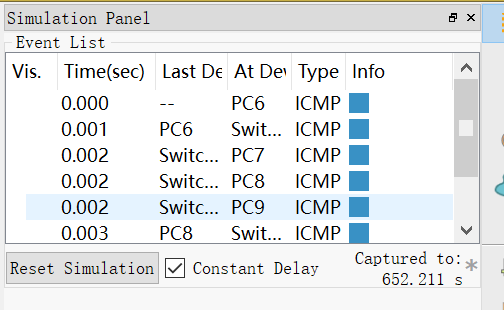 Simulation Panel
Event List
Vis. Time(sec) Last De At Dev Type Info
0.000 -- PC6 ICMP
0.001 PC6 Swit... ICMP
0.002 Switc... PC7 ICMP
0.002 Switc... PC8 ICMP
0.002 Switc... PC9 ICMP
0.003 PC8 Swit... ICMP
Reset Simulation Constant Delay Captured to: *
652.211 s